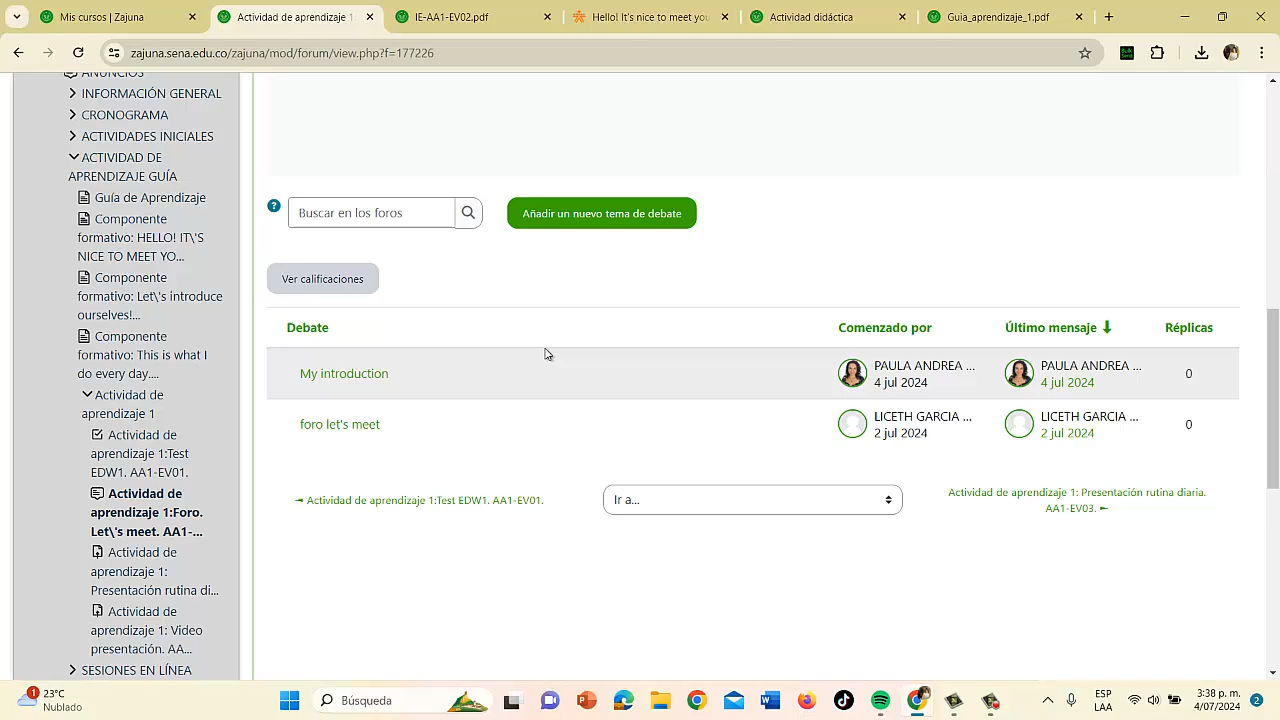 Mis cursos | Zajuna
Actividad de aprendizaje 1
IE-AA1-EV02.pdf
Hello! It's nice to meet you
Actividad didáctica
Guia_aprendizaje_1.pdf
zajuna.sena.edu.co/zajuna/mod/forum/view.php?f=177226
ANUNCIOS
INFORMACIÓN GENERAL
CRONOGRAMA
ACTIVIDADES INICIALES
ACTIVIDAD DE
APRENDIZAJE GUÍA
Guía de Aprendizaje
Componente
formativo: HELLO! IT\'S
NICE TO MEET YO...
Componente
formativo: Let\'s introduce
ourselves!...
Componente
formativo: This is what I
do every day....
Actividad de
aprendizaje 1
Actividad de
aprendizaje 1:Test
EDW1. AA1-EV01.
Actividad de
aprendizaje 1:Foro.
Let\'s meet. AA1-...
Actividad de
aprendizaje 1:
Presentación rutina di...
Actividad de
aprendizaje 1: Video
presentación. AA...
SESIONES EN LÍNEA
Buscar en los foros
Añadir un nuevo tema de debate
Ver calificaciones
Debate Comenzado por Último mensaje Réplicas
My introduction PAULA ANDREA ... 4 jul 2024 PAULA ANDREA ... 4 jul 2024 0
foro let's meet LICETH GARCIA ... 2 jul 2024 LICETH GARCIA ... 2 jul 2024 0
◄ Actividad de aprendizaje 1:Test EDW1. AA1-EV01.
Ir a...
Actividad de aprendizaje 1: Presentación rutina diaria.
AA1-EV03. ►
1
23°C
Nublado
Búsqueda
ESP
LAA
3:38 p. m.
4/07/2024
2